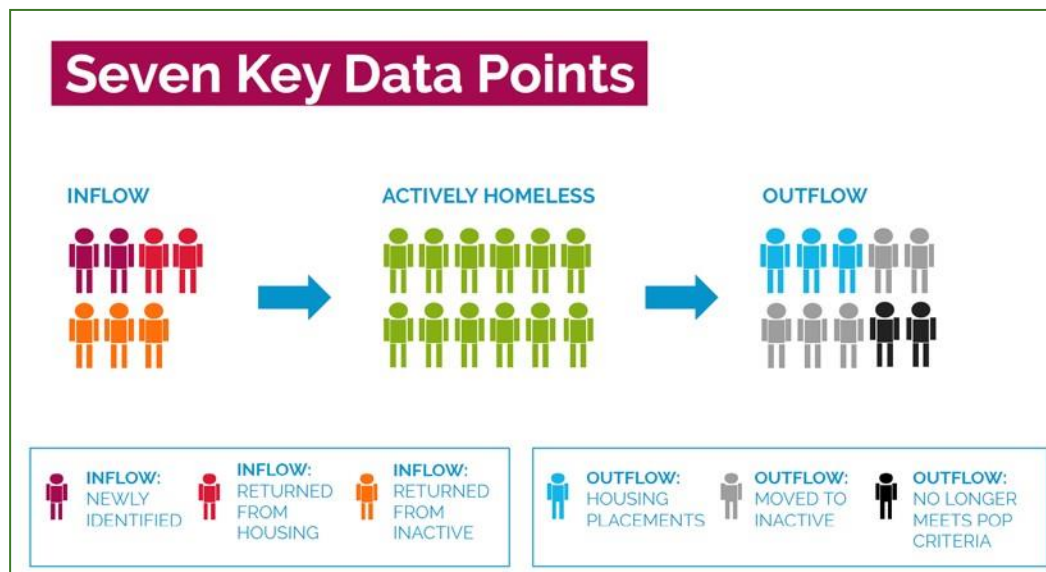 Seven Key Data Points
INFLOW
ACTIVELY HOMELESS
OUTFLOW
INFLOW:
NEWLY
IDENTIFIED
INFLOW:
RETURNED
FROM
HOUSING
INFLOW:
RETURNED
FROM
INACTIVE
OUTFLOW:
HOUSING
PLACEMENTS
OUTFLOW:
MOVED TO
INACTIVE
OUTFLOW:
NO LONGER
MEETS POP
CRITERIA